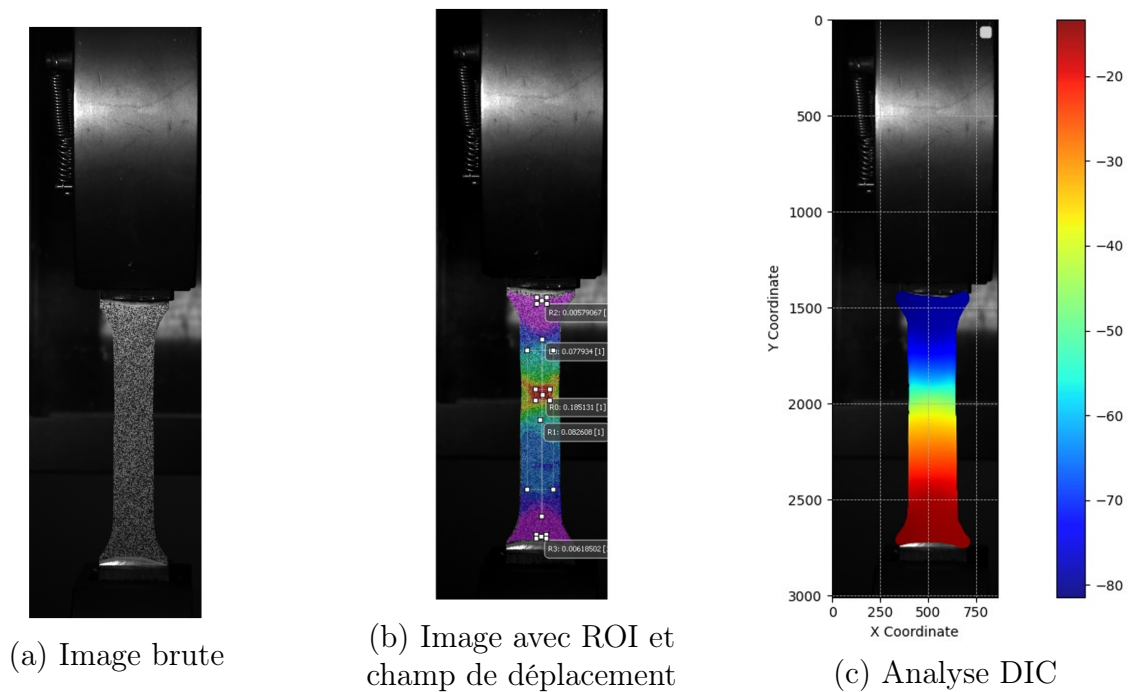 R2: 0.00579067 [
0.077934 [1]
R0: 0.185131 [1]
R1: 0.082608 [1]
R3: 0.00618502 [
0
500
1000
1500
2000
2500
3000
Y Coordinate
0 250 500 750
X Coordinate
−20
−30
−40
−50
−60
−70
−80
(a) Image brute
(b) Image avec ROI et
champ de déplacement
(c) Analyse DIC